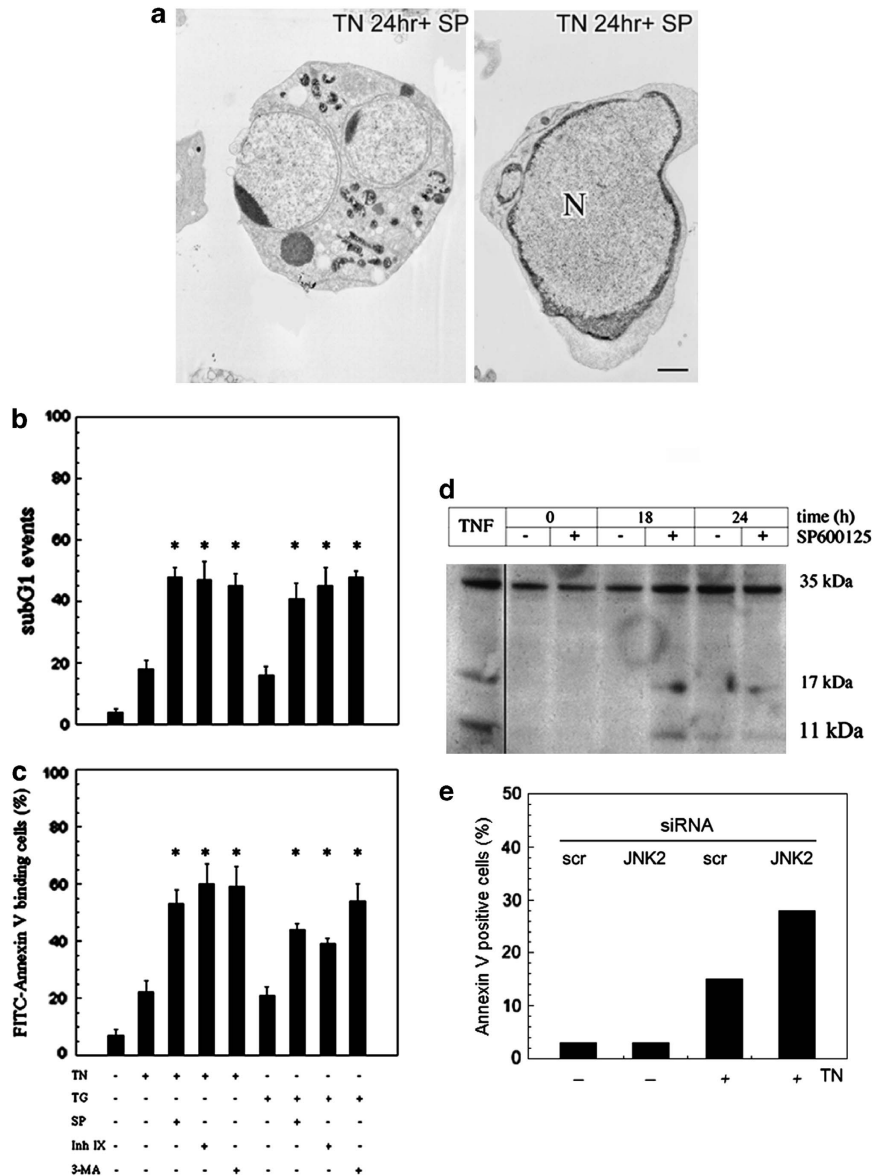 a
TN 24hr+ SP
TN 24hr+ SP
N
b
subG1 events
100
80
60
40
20
0
* * * * * *
c
FITC-Annexin V binding cells (%)
100
80
60
40
20
0
* * * * * *
TN - + + + + - - - -
TG - - - - - + + + +
SP - - + - - - + - -
Inh IX - - - + - - - + -
3-MA - - - - + - - - +
d
TNF 0 18 24 time (h)
- + - + - + SP600125
35 kDa
17 kDa
11 kDa
e
Annexin V positive cells (%)
50
40
30
20
10
0
siRNA
scr JNK2 scr JNK2
– – + + TN